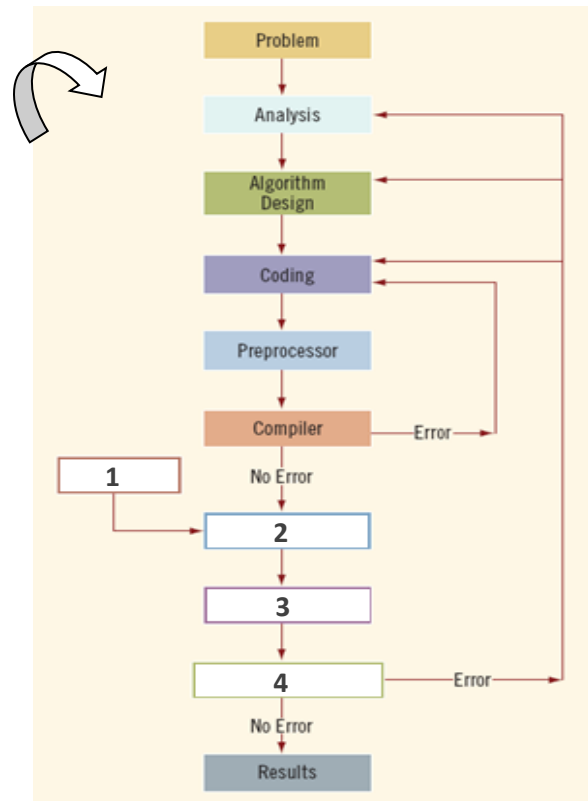 Problem
Analysis
Algorithm
Design
Coding
Preprocessor
Compiler
Error
No Error
1
2
3
4
Error
No Error
Results